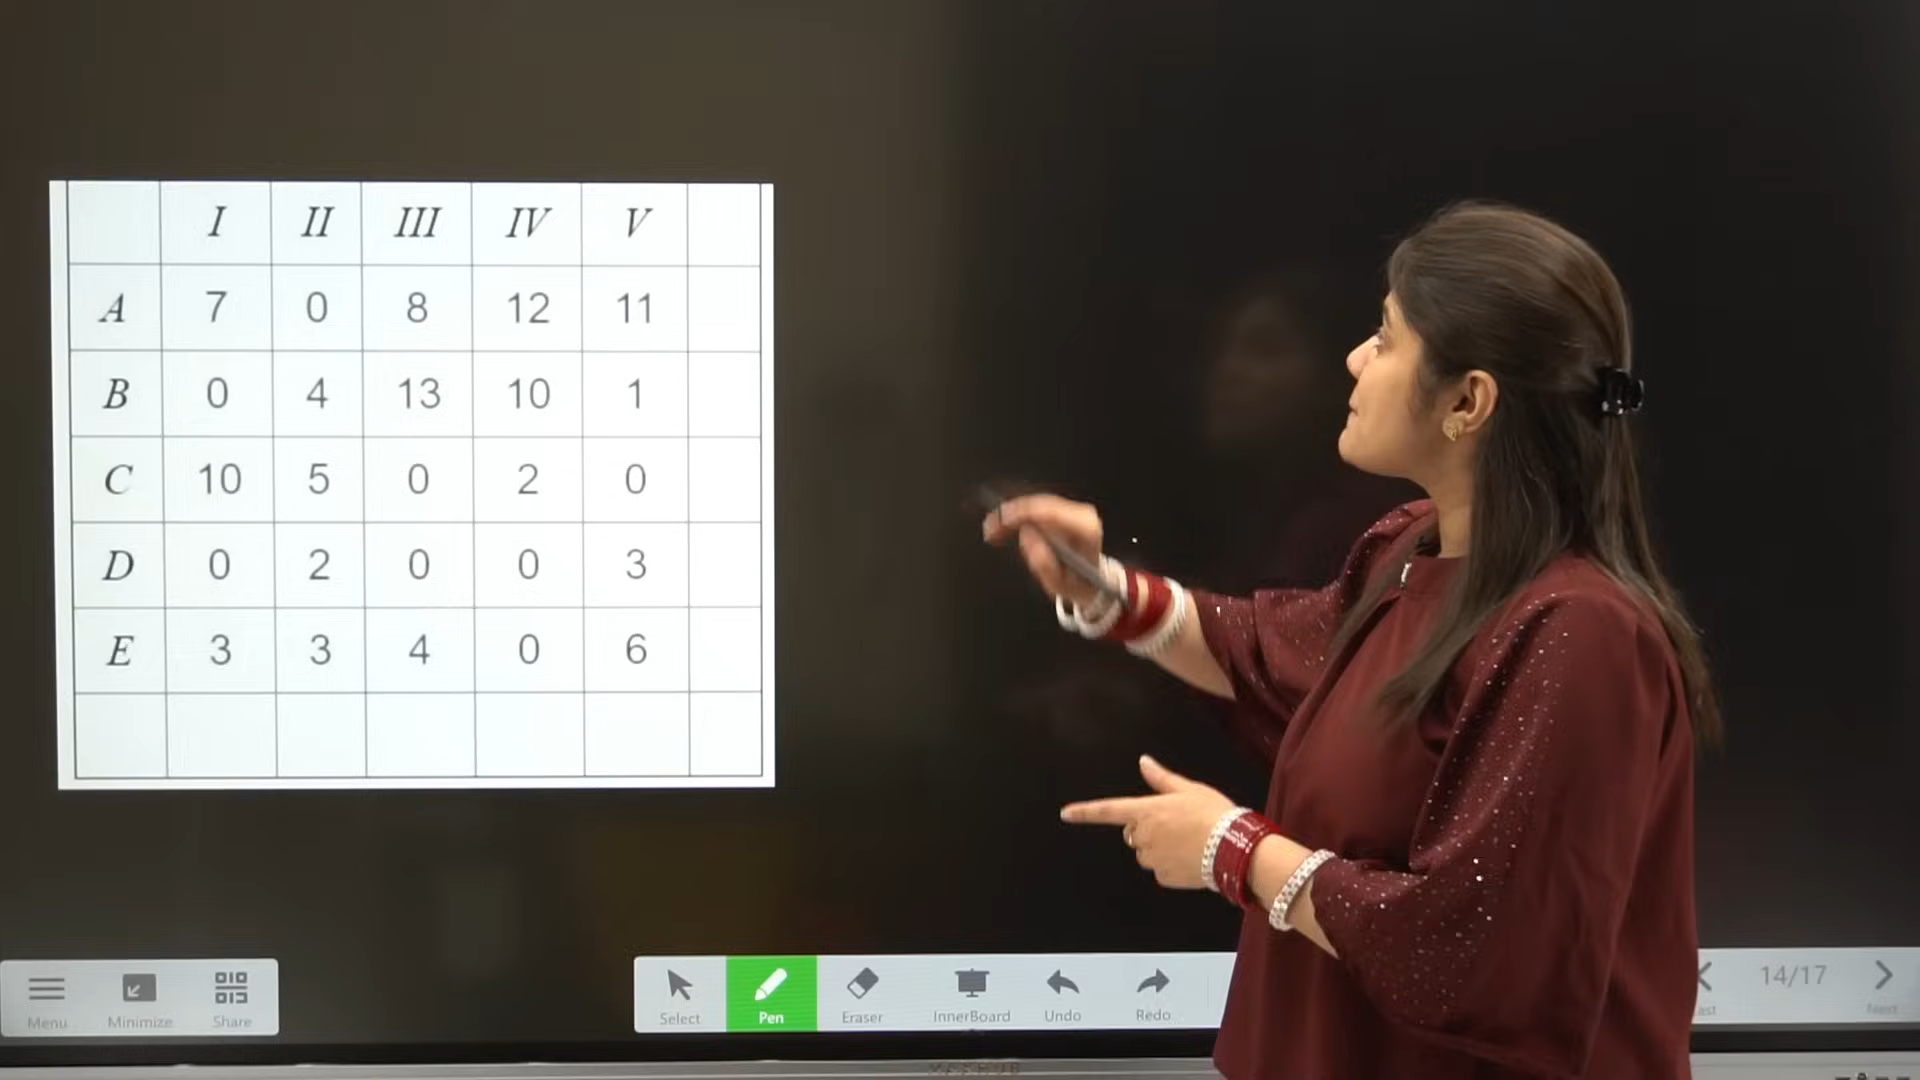 I II III IV V
A 7 0 8 12 11
B 0 4 13 10 1
C 10 5 0 2 0
D 0 2 0 0 3
E 3 3 4 0 6
Menu Minimize Share
Select Pen Eraser InnerBoard Undo Redo
14/17
Next